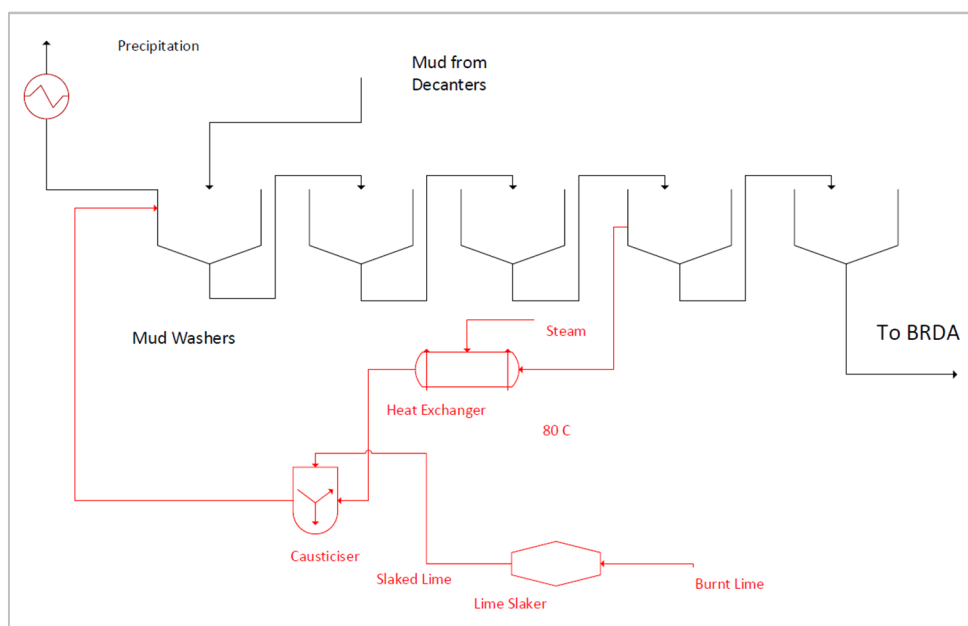 Precipitation
Mud from
Decanters
Mud Washers
Steam
To BRDA
Heat Exchanger
80 C
Causticiser
Slaked Lime
Burnt Lime
Lime Slaker